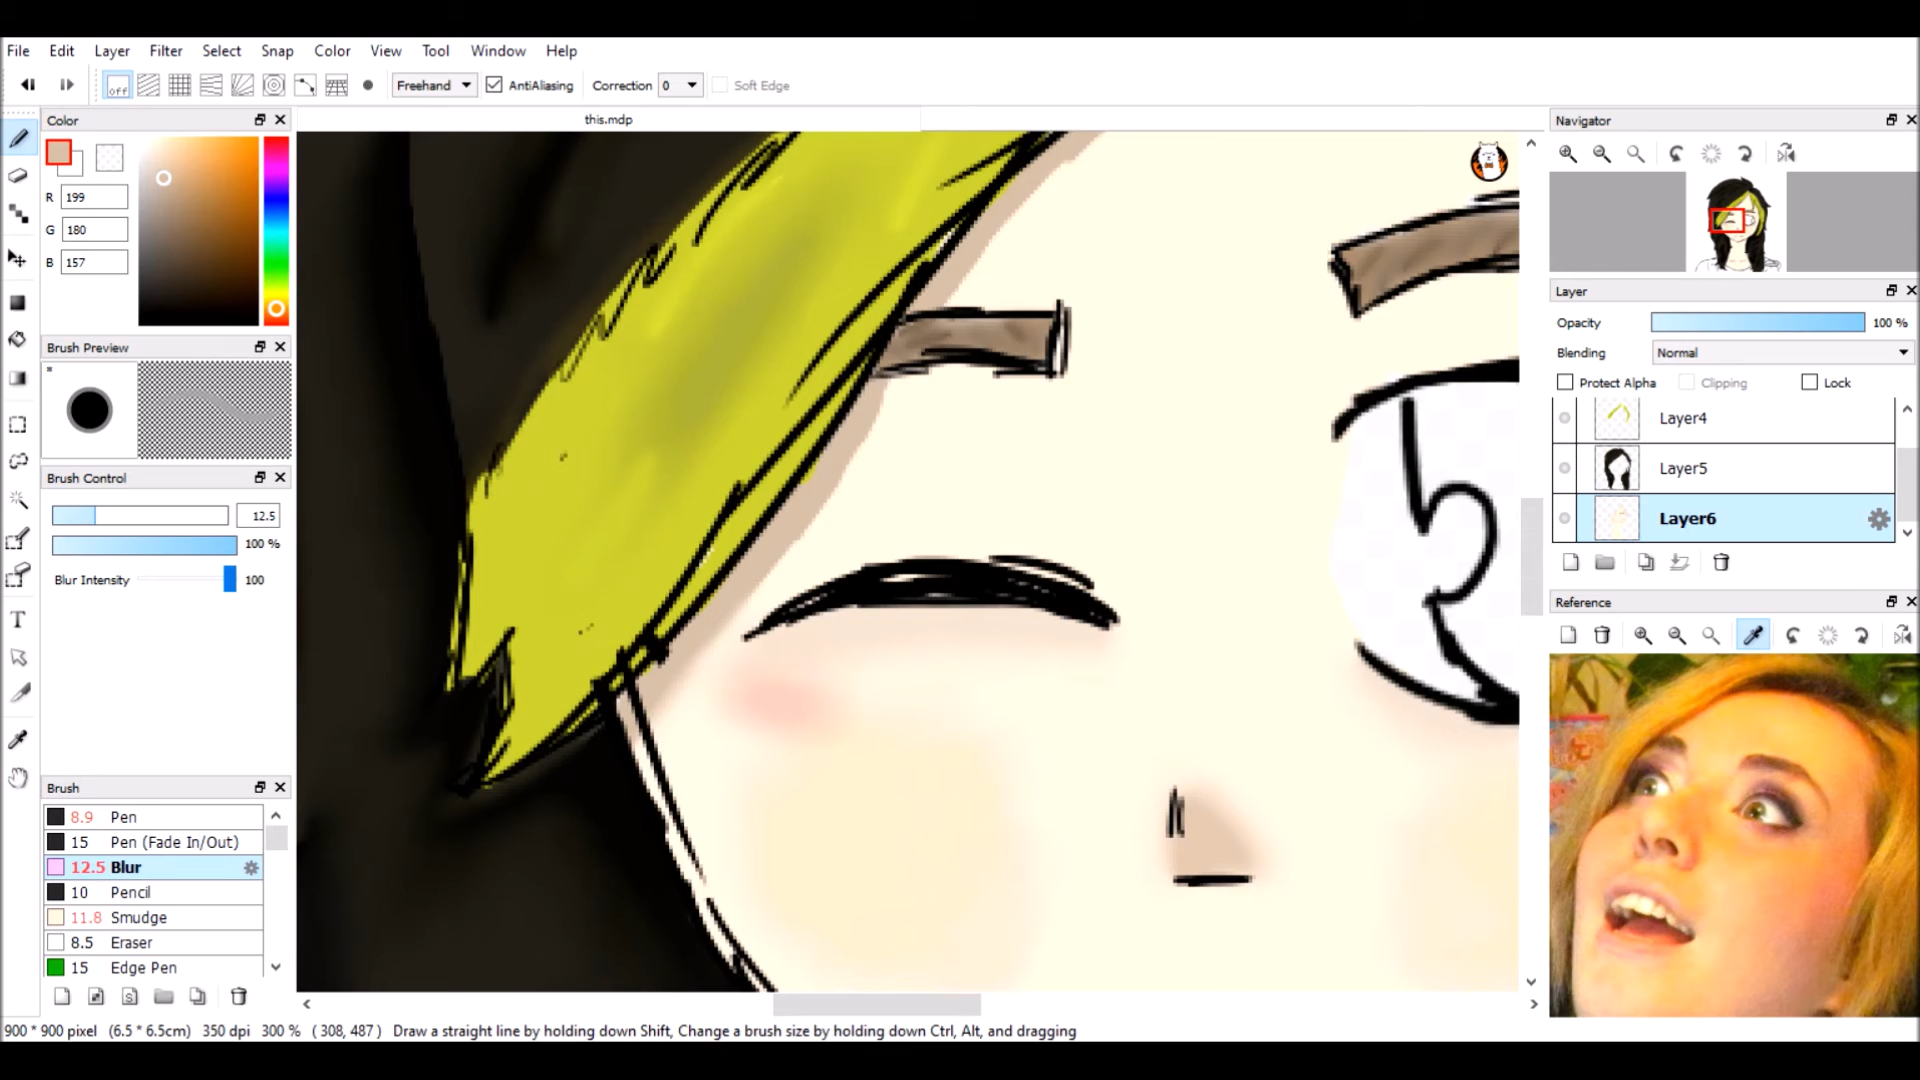 File Edit Layer Filter Select Snap Color View Tool Window Help
off Freehand AntiAliasing Correction 0 Soft Edge
Color
R 199
G 180
B 157
Brush Preview
Brush Control
12.5
100 %
Blur Intensity 100
Brush
8.9 Pen
15 Pen (Fade In/Out)
12.5 Blur
10 Pencil
11.8 Smudge
8.5 Eraser
15 Edge Pen
this.mdp
Navigator
Layer
Opacity 100 %
Blending Normal
Protect Alpha Clipping Lock
Layer4
Layer5
Layer6
Reference
900 * 900 pixel (6.5 * 6.5cm) 350 dpi 300 % ( 308, 487 ) Draw a straight line by holding down Shift, Change a brush size by holding down Ctrl, Alt, and dragging